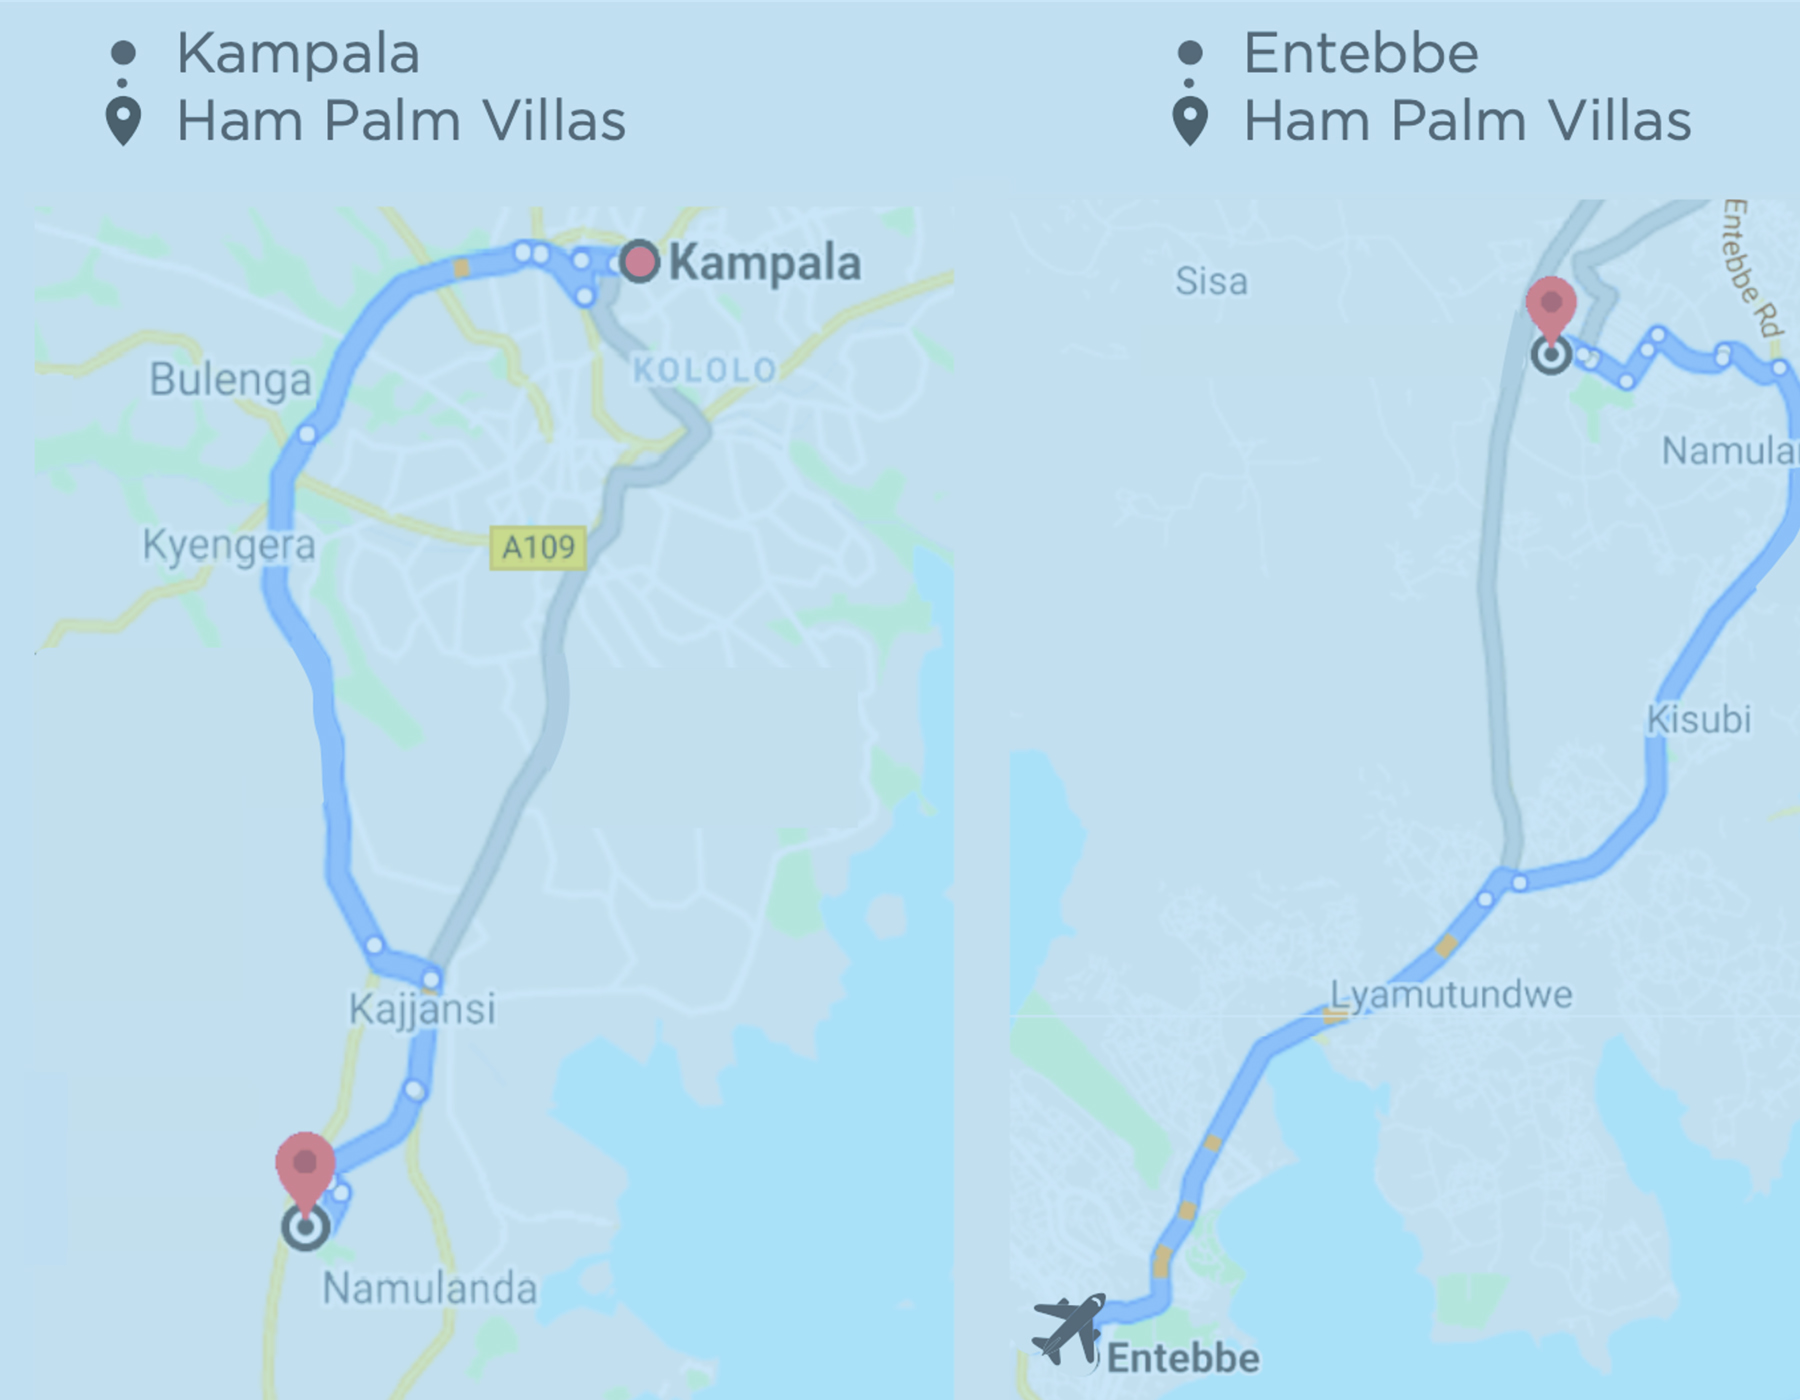 Kampala
Ham Palm Villas
Kampala
Bulenga
KOLOLO
Kyengera
A109
Kajjansi
Namulanda
Entebbe
Ham Palm Villas
Entebbe Rd
Sisa
Namula
Kisubi
Lyamutundwe
Entebbe